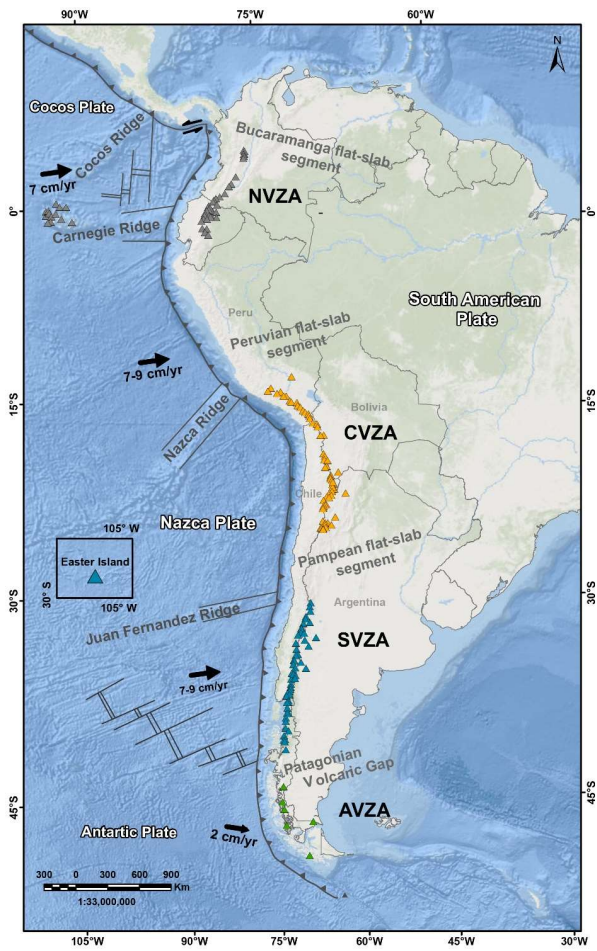 90°W
75°W
60°W
N
Cocos Plate
Cocos Ridge
Bucaramanga flat-slab
segment
7 cm/yr
NVZA
0°
0°
Carnegie Ridge
South American
Plate
Peru
Peruvian flat-slab
segment
7-9 cm/yr
15°S
15°S
Nazca Ridge
Bolivia
CVZA
Chile
Nazca Plate
105° W
Easter Island
30° S
105° W
Pampean flat-slab
segment
30°S
30°S
Argentina
Juan Fernandez Ridge
SVZA
7-9 cm/yr
Patagonian
Volcanic Gap
45°S
45°S
AVZA
Antartic Plate
2 cm/yr
300 0 300 600 900
Km
1:33,000,000
105°W
90°W
75°W
60°W
45°W
30°W